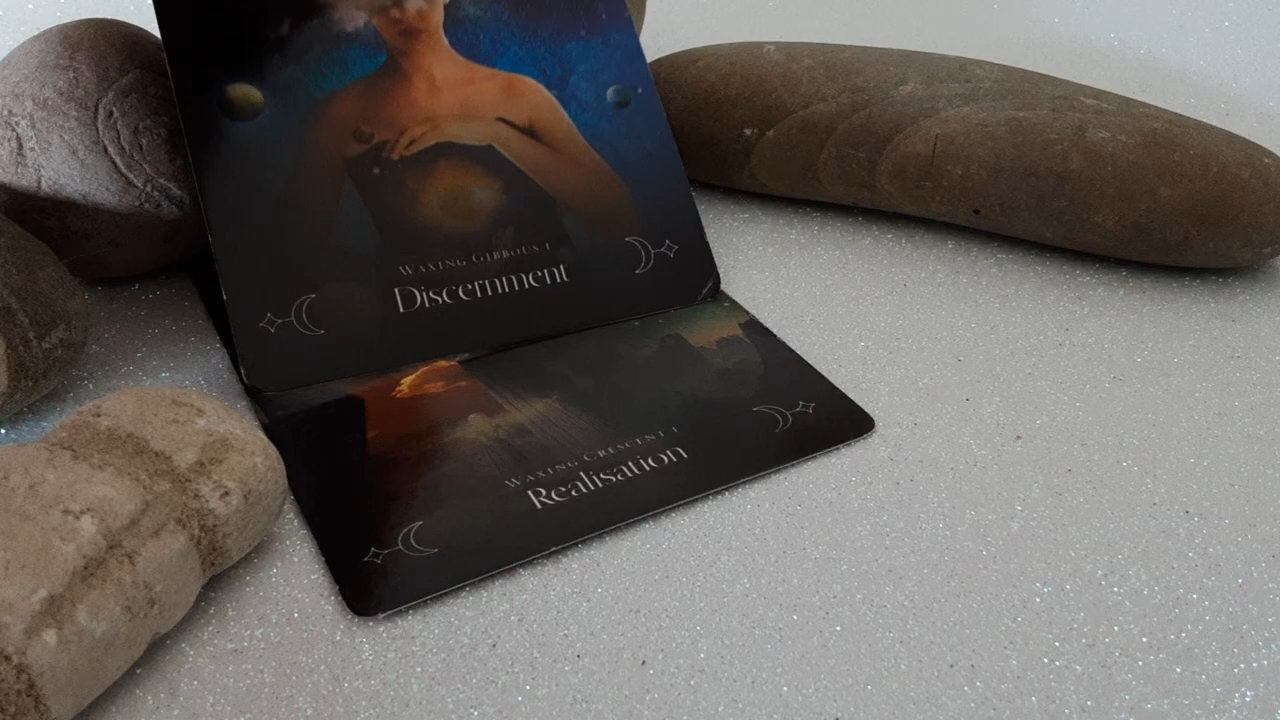 Waxing Gibbous I
Discernment
Waxing Crescent I
Realisation